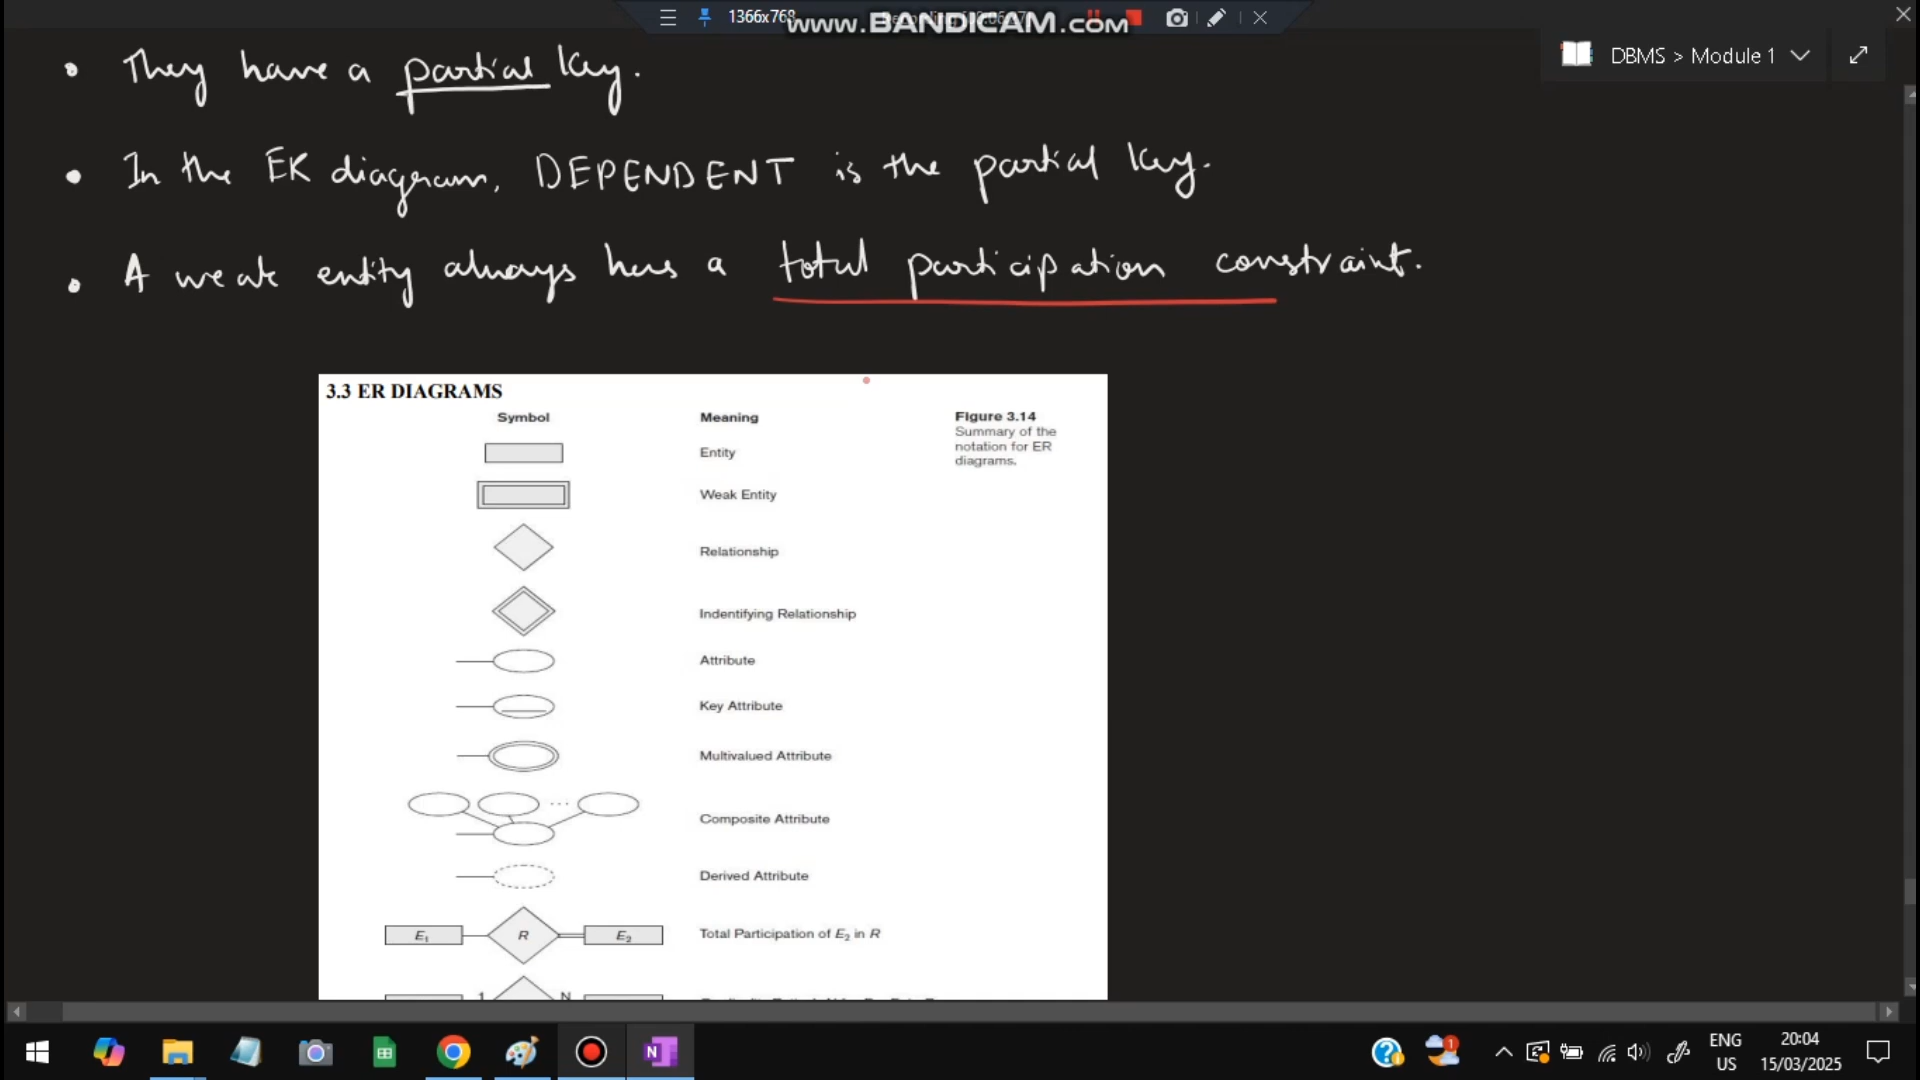 1366x768
www.BANDICAM.com
DBMS > Module 1
• They have a partial key.
• In the ER diagram, DEPENDENT is the partial key.
• A weak entity always has a total participation constraint.
3.3 ER DIAGRAMS
Symbol Meaning Figure 3.14
Summary of the
notation for ER
diagrams.
Entity
Weak Entity
Relationship
Indentifying Relationship
Attribute
Key Attribute
Multivalued Attribute
...
Composite Attribute
Derived Attribute
E1 R E2 Total Participation of E2 in R
1 N
N
1
ENG
US
20:04
15/03/2025